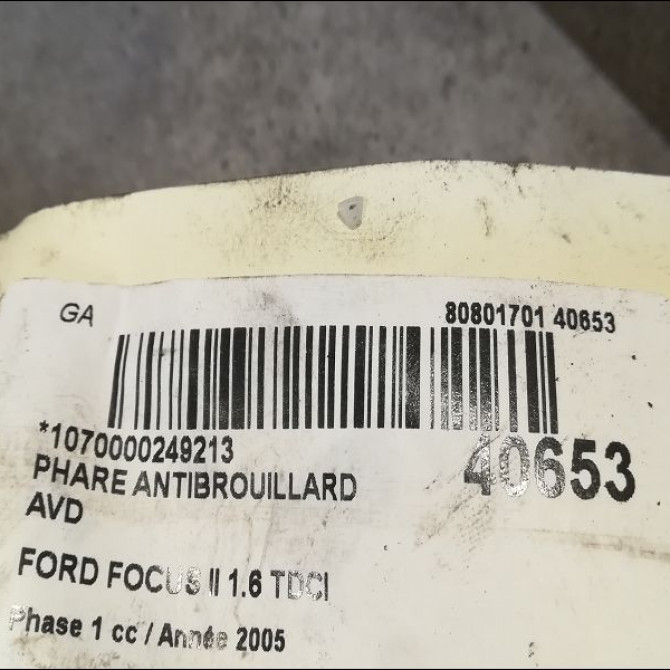 GA 80801701 40653
*1070000249213
40653
PHARE ANTIBROUILLARD
AVD
FORD FOCUS II 1.6 TDCI
Phase 1 cc / Année 2005